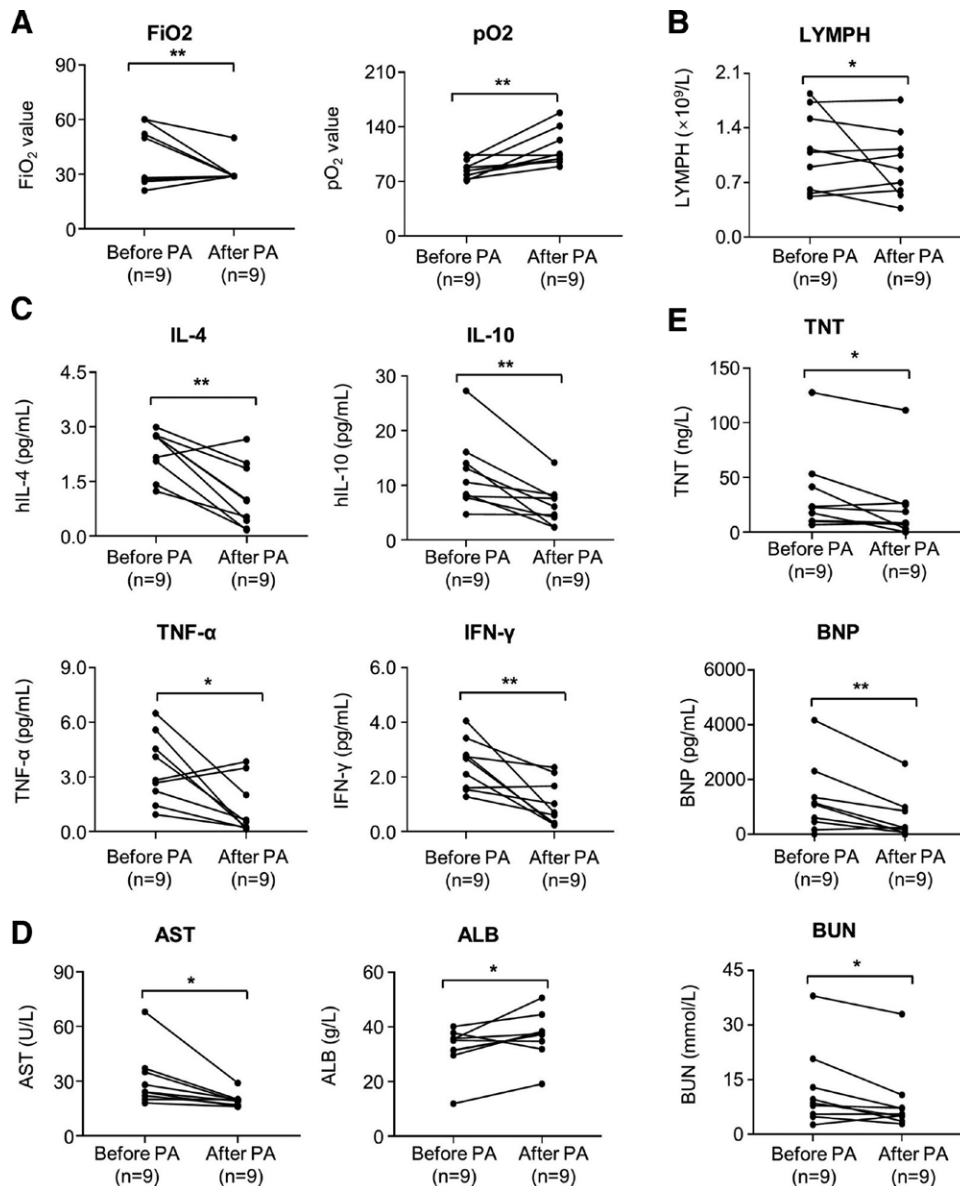 A
FiO2
**
90
60
30
0
FiO₂ value
Before PA
(n=9)
After PA
(n=9)
pO2
**
210
140
70
0
pO₂ value
Before PA
(n=9)
After PA
(n=9)
B
LYMPH
*
2.1
1.4
0.7
0.0
LYMPH (×10⁹/L)
Before PA
(n=9)
After PA
(n=9)
C
IL-4
**
4.5
3.0
1.5
0.0
hIL-4 (pg/mL)
Before PA
(n=9)
After PA
(n=9)
IL-10
**
30
20
10
0
hIL-10 (pg/mL)
Before PA
(n=9)
After PA
(n=9)
E
TNT
*
150
100
50
0
TNT (ng/L)
Before PA
(n=9)
After PA
(n=9)
TNF-α
*
9.0
6.0
3.0
0.0
TNF-α (pg/mL)
Before PA
(n=9)
After PA
(n=9)
IFN-γ
**
6.0
4.0
2.0
0.0
IFN-γ (pg/mL)
Before PA
(n=9)
After PA
(n=9)
BNP
**
6000
4000
2000
0
BNP (pg/mL)
Before PA
(n=9)
After PA
(n=9)
D
AST
*
90
60
30
0
AST (U/L)
Before PA
(n=9)
After PA
(n=9)
ALB
*
60
40
20
0
ALB (g/L)
Before PA
(n=9)
After PA
(n=9)
BUN
*
45
30
15
0
BUN (mmol/L)
Before PA
(n=9)
After PA
(n=9)